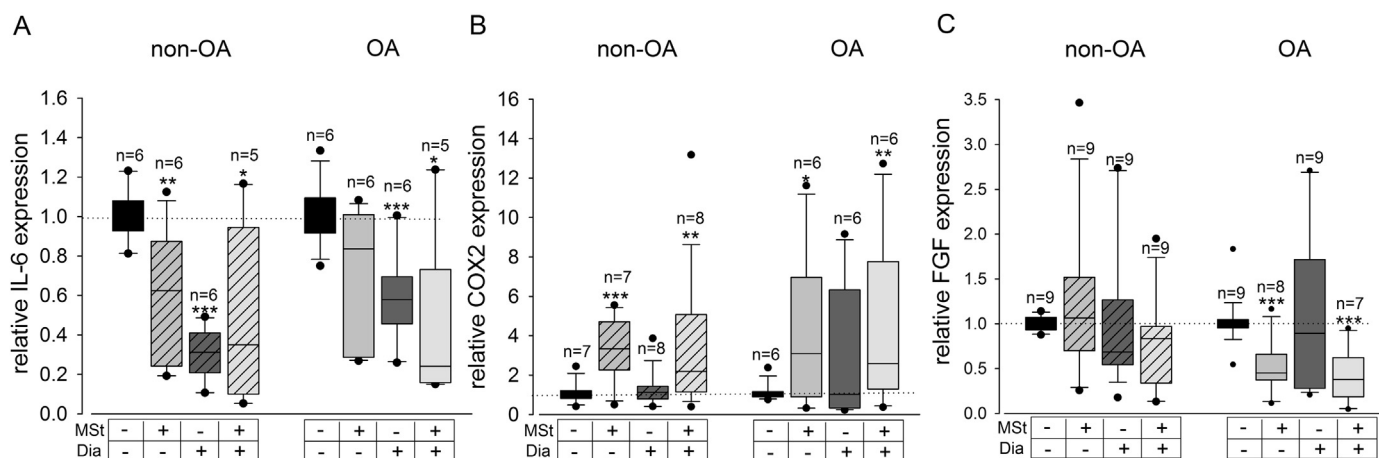 A
non-OA OA
relative IL-6 expression
1.6
1.4
1.2
1.0
0.8
0.6
0.4
0.2
0.0
n=6
n=6
**
n=6
***
n=5
*
n=6
n=6
n=6
***
n=5
*
MSt - + - + - + - +
Dia - - + + - - + +
B
non-OA OA
relative COX2 expression
16
14
12
10
8
6
4
2
0
n=7
n=7
***
n=8
n=8
**
n=6
n=6
*
n=6
n=6
**
MSt - + - + - + - +
Dia - - + + - - + +
C
non-OA OA
relative FGF expression
3.5
3.0
2.5
2.0
1.5
1.0
0.5
0.0
n=9
n=9
n=9
n=9
n=9
n=8
***
n=9
n=7
***
MSt - + - + - + - +
Dia - - + + - - + +